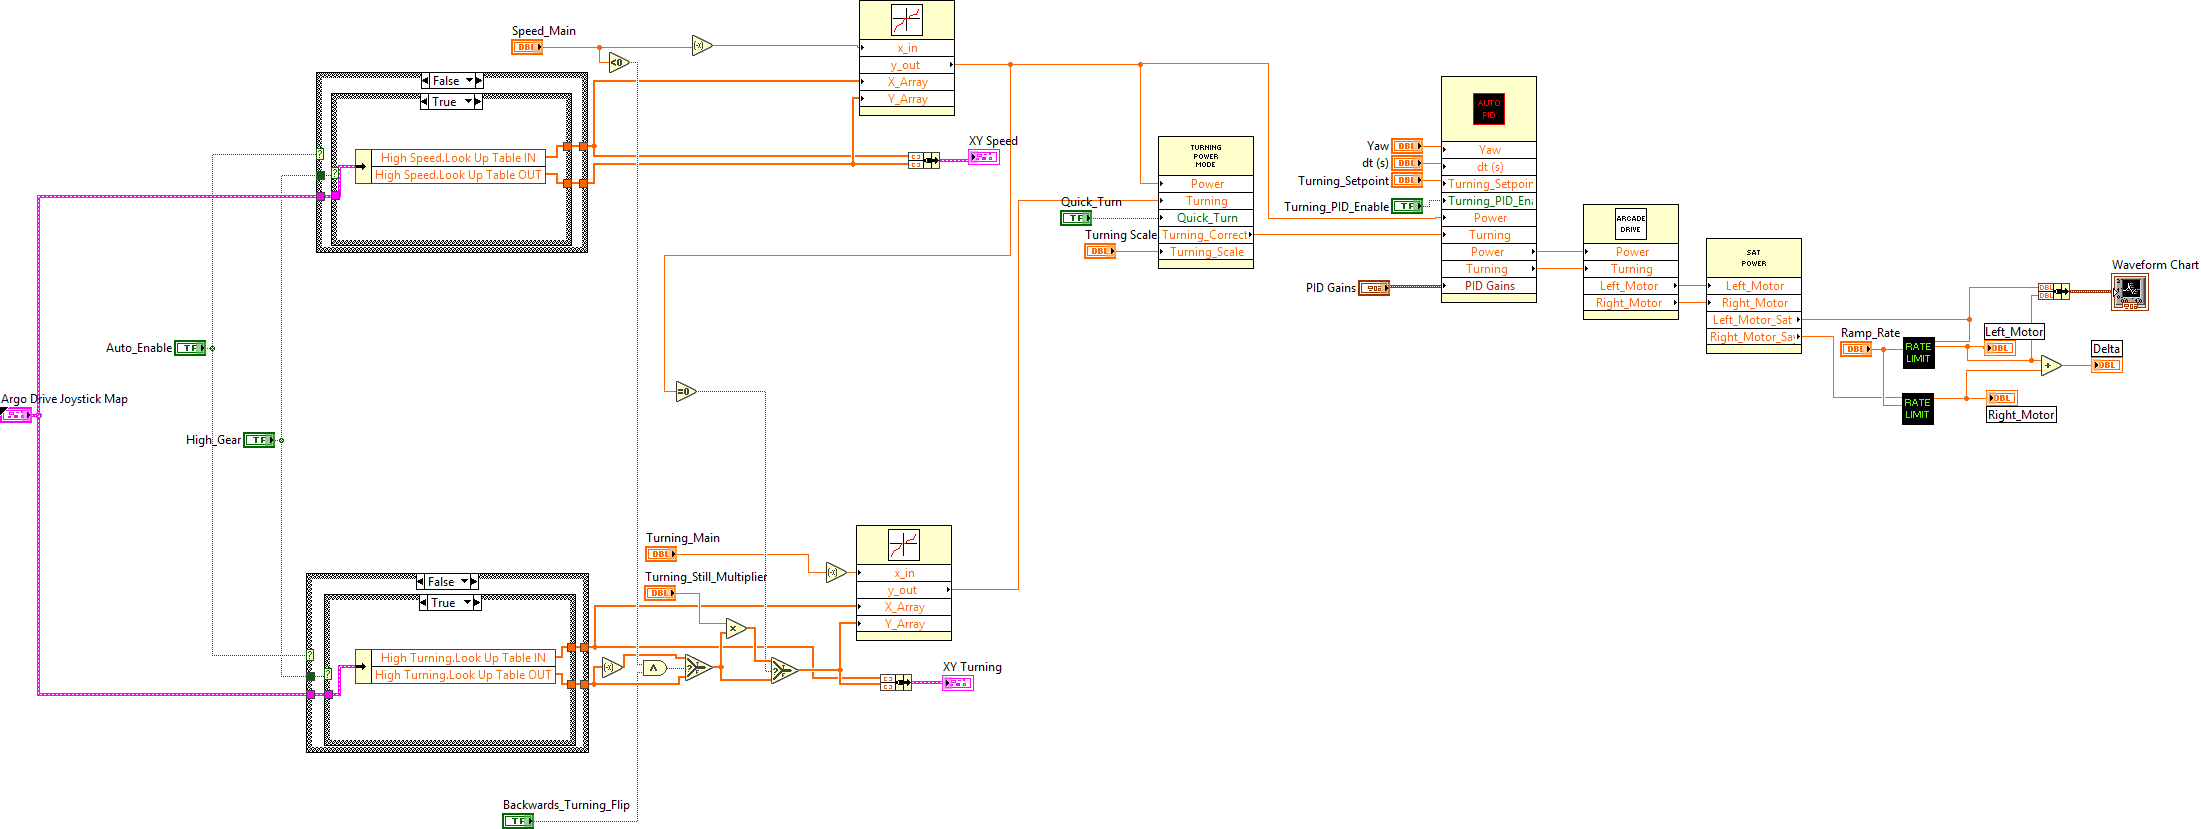 Speed_Main
DBL
<0
(x)
x_in
y_out
X_Array
Y_Array
False
True
?
High Speed.Look Up Table IN
High Speed.Look Up Table OUT
?
XY Speed
TURNING
POWER
MODE
Power
Turning
Quick_Turn
Turning_Correct
Turning_Scale
Quick_Turn
TF
Turning Scale
DBL
AUTO
PID
Yaw
dt (s)
Turning_Setpoin
Turning_PID_En
Power
Turning
Power
Turning
PID Gains
Yaw
DBL
dt (s)
DBL
Turning_Setpoint
DBL
Turning_PID_Enable
TF
PID Gains
ARCADE
DRIVE
Power
Turning
Left_Motor
Right_Motor
SAT
POWER
Left_Motor
Right_Motor
Left_Motor_Sat
Right_Motor_Sa
Waveform Chart
DBL
DBL
Ramp_Rate
DBL
RATE
LIMIT
Left_Motor
DBL
Delta
DBL
+
RATE
LIMIT
DBL
Right_Motor
Auto_Enable
TF
=0
Argo Drive Joystick Map
High_Gear
TF
Turning_Main
DBL
(x)
Turning_Still_Multiplier
DBL
x_in
y_out
X_Array
Y_Array
False
True
?
?
High Turning.Look Up Table IN
High Turning.Look Up Table OUT
x
(x)
Λ
?
T
F
?
T
F
XY Turning
Backwards_Turning_Flip
TF